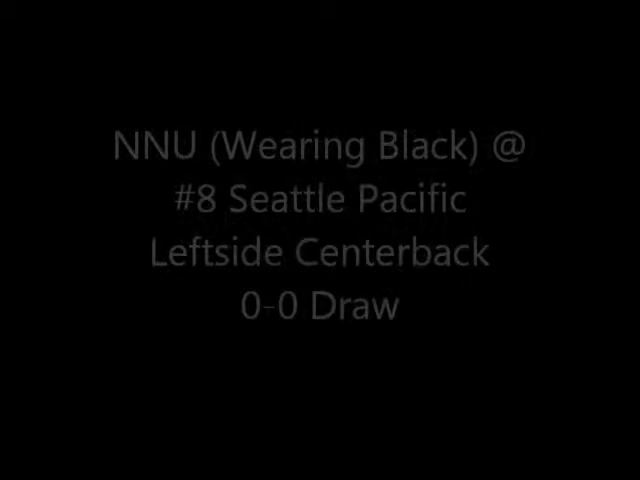 NNU (Wearing Black) @
#8 Seattle Pacific
Leftside Centerback
0-0 Draw